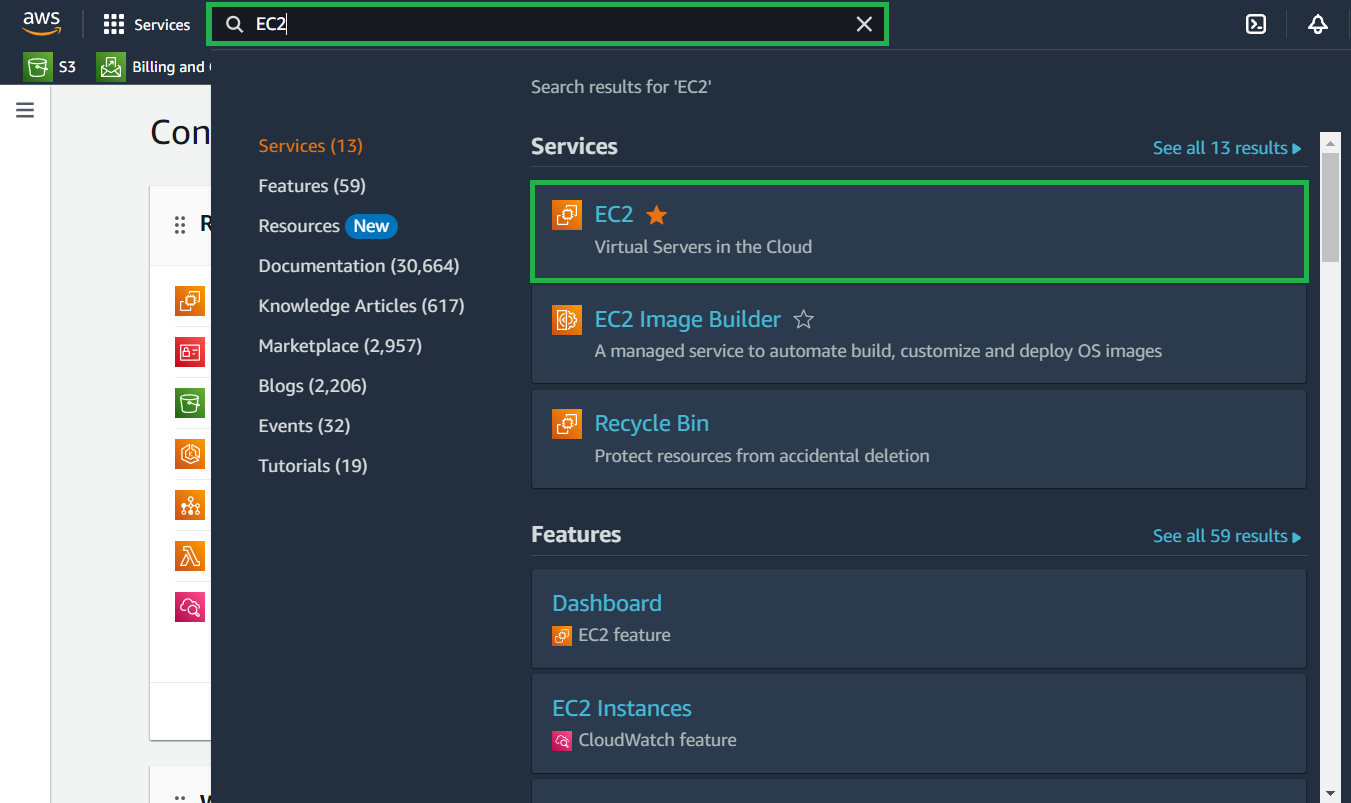 aws
Services
EC2
S3
Billing and
Con
Search results for 'EC2'
Services (13)
Features (59)
Resources New
Documentation (30,664)
Knowledge Articles (617)
Marketplace (2,957)
Blogs (2,206)
Events (32)
Tutorials (19)
Services
See all 13 results
EC2
Virtual Servers in the Cloud
EC2 Image Builder
A managed service to automate build, customize and deploy OS images
Recycle Bin
Protect resources from accidental deletion
Features
See all 59 results
Dashboard
EC2 feature
EC2 Instances
CloudWatch feature